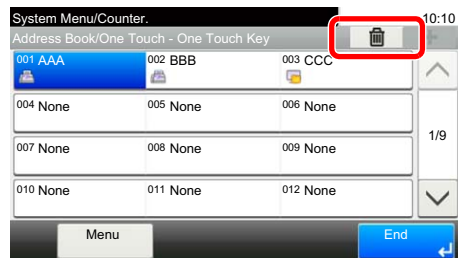 System Menu/Counter. 10:10
Address Book/One Touch - One Touch Key
001 AAA 002 BBB 003 CCC
004 None 005 None 006 None
1/9
007 None 008 None 009 None
010 None 011 None 012 None
Menu End